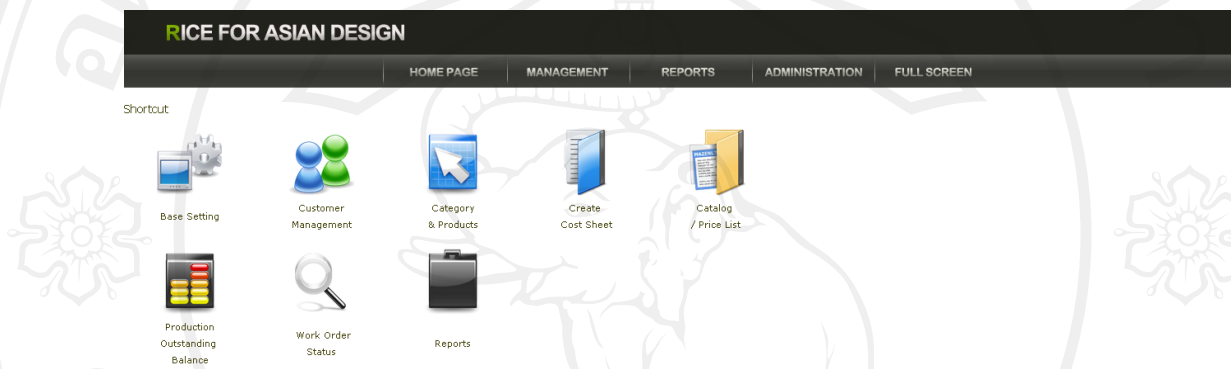 RICE FOR ASIAN DESIGN
HOME PAGE MANAGEMENT REPORTS ADMINISTRATION FULL SCREEN
Shortcut
Base Setting
Customer
Management
Category
& Products
Create
Cost Sheet
Catalog
/ Price List
Production
Outstanding
Balance
Work Order
Status
Reports